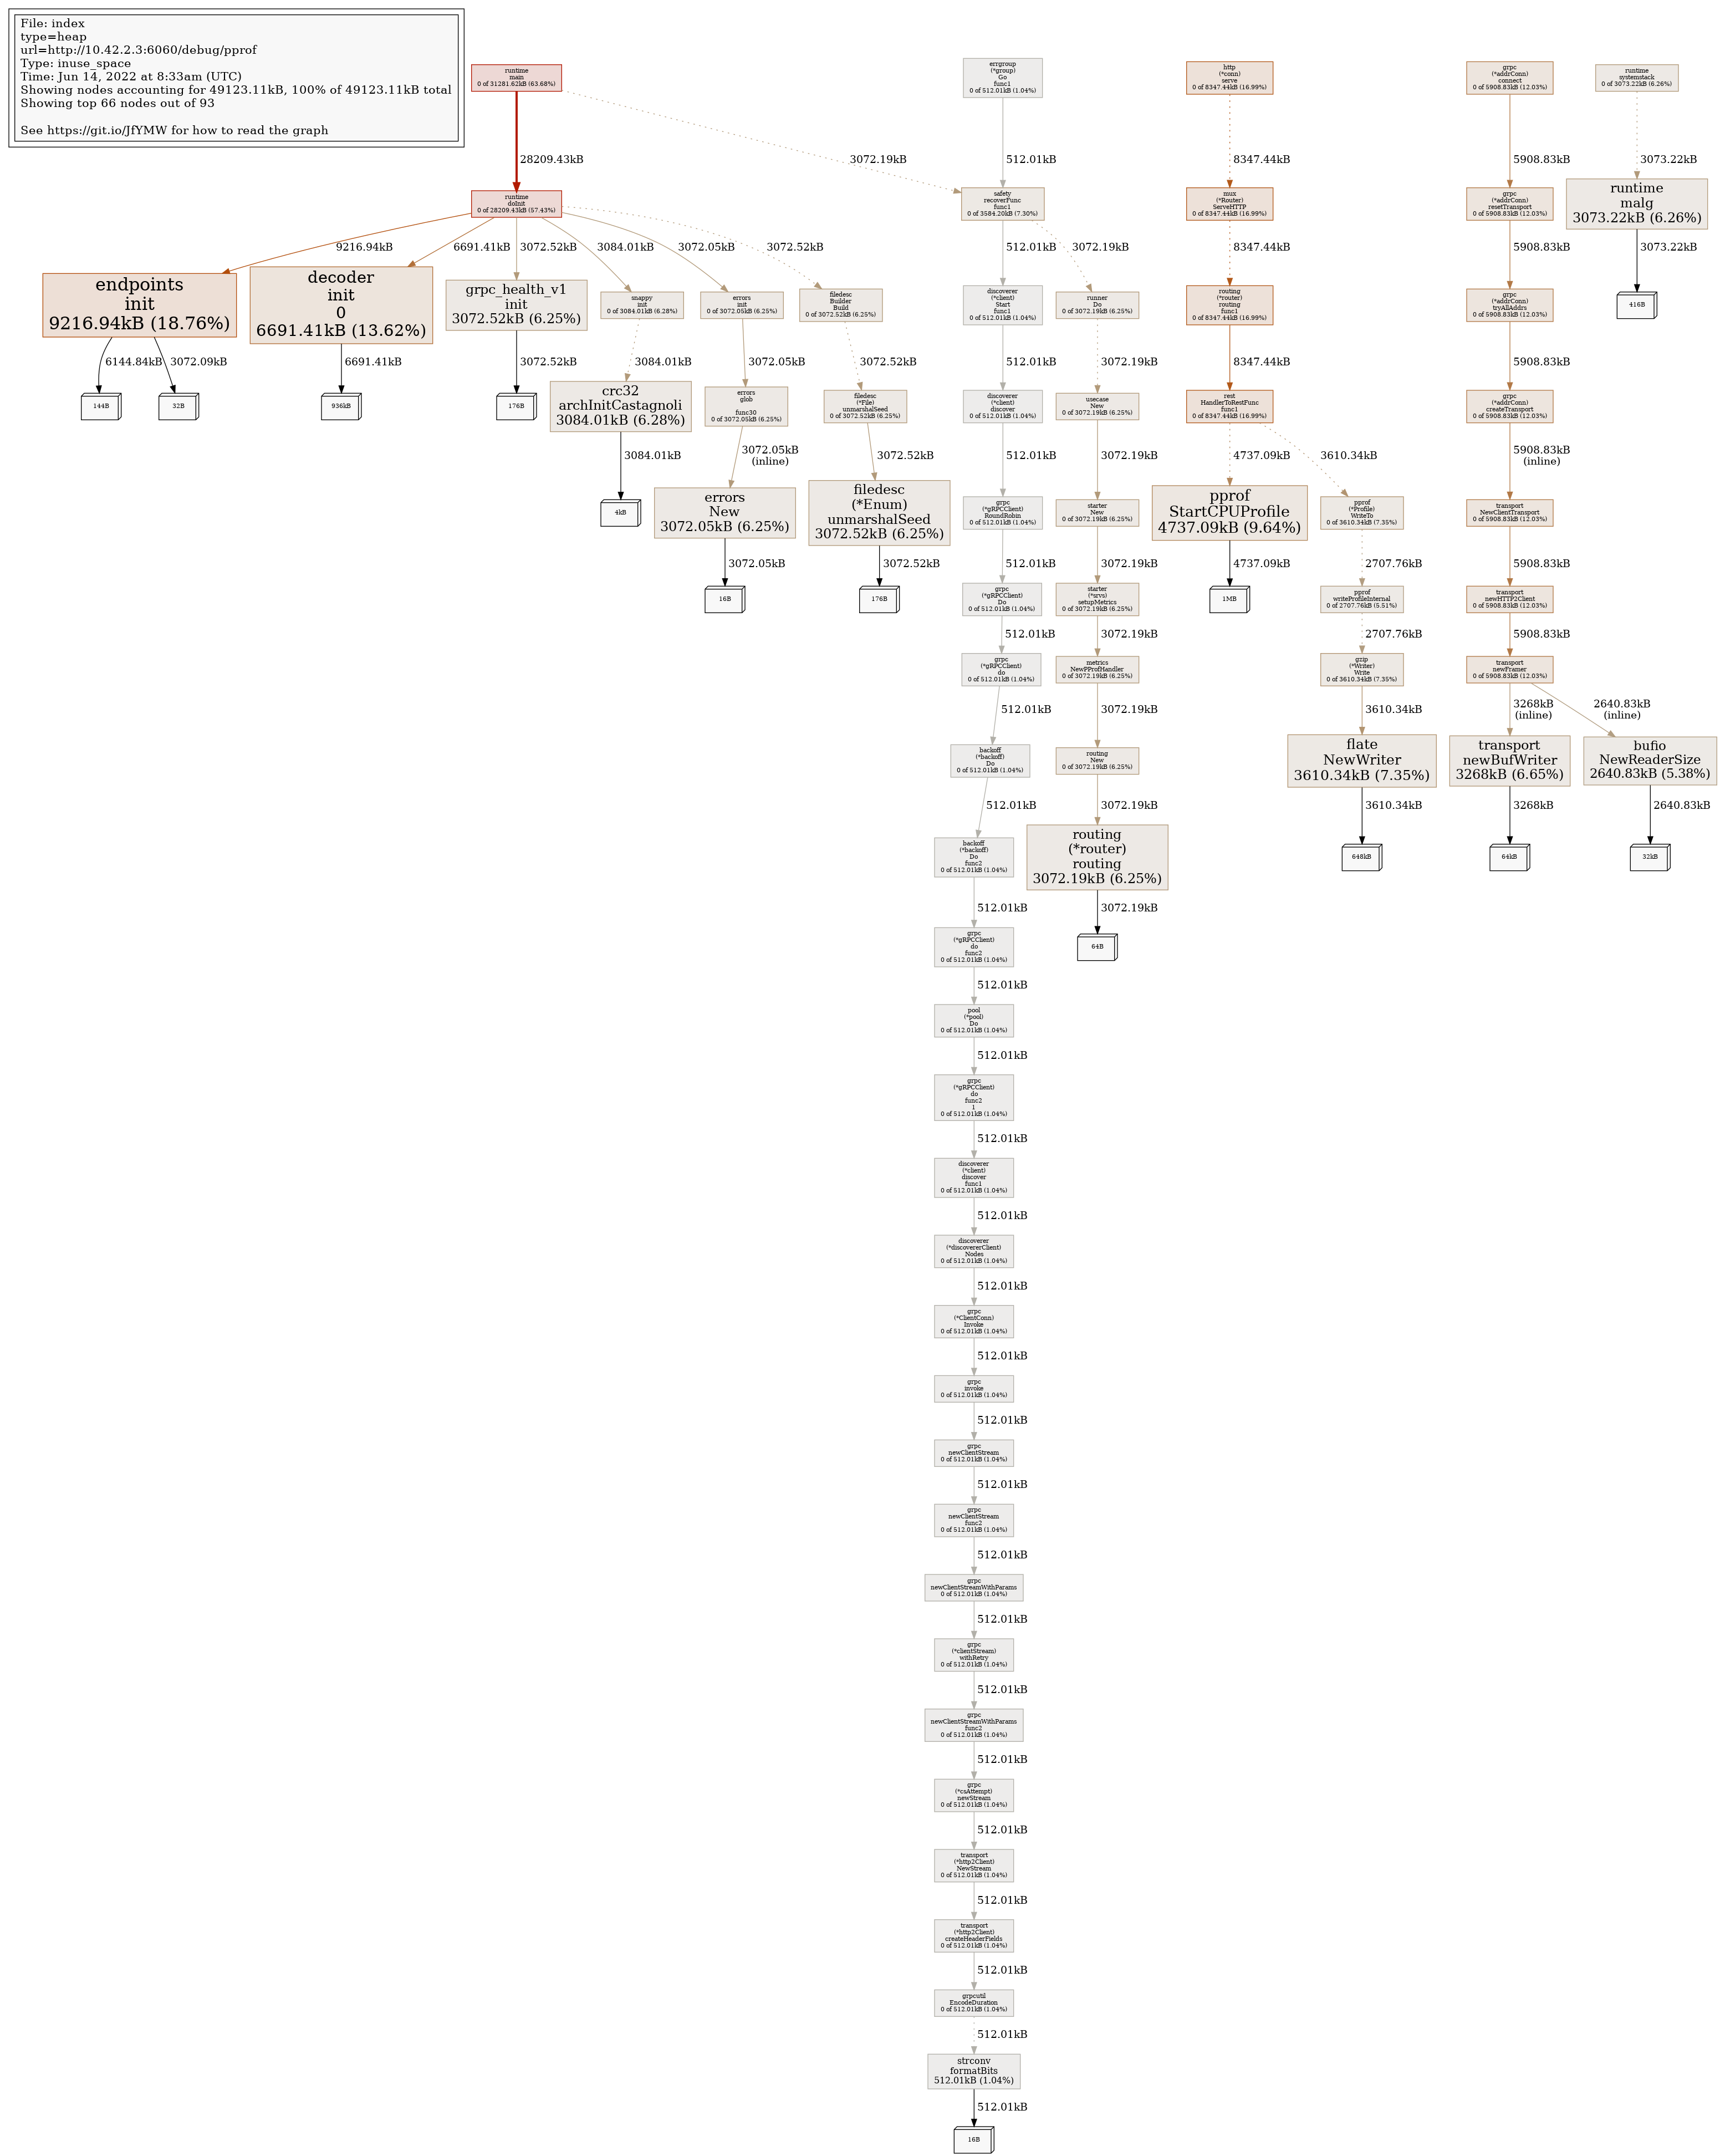 File: index
type=heap
url=http://10.42.2.3:6060/debug/pprof
Type: inuse_space
Time: Jun 14, 2022 at 8:33am (UTC)
Showing nodes accounting for 49123.11kB, 100% of 49123.11kB total
Showing top 66 nodes out of 93
See https://git.io/JfYMW for how to read the graph
runtime
main
0 of 31281.62kB (63.68%)
errgroup
(*group)
Go
func1
0 of 512.01kB (1.04%)
http
(*conn)
serve
0 of 8347.44kB (16.99%)
grpc
(*addrConn)
connect
0 of 5908.83kB (12.03%)
runtime
systemstack
0 of 3073.22kB (6.26%)
28209.43kB
3072.19kB
512.01kB
8347.44kB
5908.83kB
3073.22kB
runtime
doInit
0 of 28209.43kB (57.43%)
safety
recoverFunc
func1
0 of 3584.20kB (7.30%)
mux
(*Router)
ServeHTTP
0 of 8347.44kB (16.99%)
grpc
(*addrConn)
resetTransport
0 of 5908.83kB (12.03%)
runtime
malg
3073.22kB (6.26%)
9216.94kB
6691.41kB
3072.52kB
3084.01kB
3072.05kB
3072.52kB
512.01kB
3072.19kB
8347.44kB
5908.83kB
3073.22kB
endpoints
init
9216.94kB (18.76%)
decoder
init
0
6691.41kB (13.62%)
grpc_health_v1
init
3072.52kB (6.25%)
snappy
init
0 of 3084.01kB (6.28%)
errors
init
0 of 3072.05kB (6.25%)
filedesc
Builder
Build
0 of 3072.52kB (6.25%)
discoverer
(*client)
Start
func1
0 of 512.01kB (1.04%)
runner
Do
0 of 3072.19kB (6.25%)
routing
(*router)
routing
func1
0 of 8347.44kB (16.99%)
grpc
(*addrConn)
tryAllAddrs
0 of 5908.83kB (12.03%)
416B
6144.84kB
3072.09kB
6691.41kB
3072.52kB
3084.01kB
3072.05kB
3072.52kB
512.01kB
3072.19kB
8347.44kB
5908.83kB
144B
32B
936kB
176B
crc32
archInitCastagnoli
3084.01kB (6.28%)
errors
glob
func30
0 of 3072.05kB (6.25%)
filedesc
(*File)
unmarshalSeed
0 of 3072.52kB (6.25%)
discoverer
(*client)
discover
0 of 512.01kB (1.04%)
usecase
New
0 of 3072.19kB (6.25%)
rest
HandlerToRestFunc
func1
0 of 8347.44kB (16.99%)
grpc
(*addrConn)
createTransport
0 of 5908.83kB (12.03%)
3084.01kB
3072.05kB
(inline)
3072.52kB
512.01kB
3072.19kB
4737.09kB
3610.34kB
5908.83kB
(inline)
4kB
errors
New
3072.05kB (6.25%)
filedesc
(*Enum)
unmarshalSeed
3072.52kB (6.25%)
grpc
(*gRPCClient)
RoundRobin
0 of 512.01kB (1.04%)
starter
New
0 of 3072.19kB (6.25%)
pprof
StartCPUProfile
4737.09kB (9.64%)
pprof
(*Profile)
WriteTo
0 of 3610.34kB (7.35%)
transport
NewClientTransport
0 of 5908.83kB (12.03%)
3072.05kB
3072.52kB
512.01kB
3072.19kB
4737.09kB
2707.76kB
5908.83kB
16B
176B
grpc
(*gRPCClient)
Do
0 of 512.01kB (1.04%)
starter
(*srvs)
setupMetrics
0 of 3072.19kB (6.25%)
1MB
pprof
writeProfileInternal
0 of 2707.76kB (5.51%)
transport
newHTTP2Client
0 of 5908.83kB (12.03%)
512.01kB
3072.19kB
2707.76kB
5908.83kB
grpc
(*gRPCClient)
do
0 of 512.01kB (1.04%)
metrics
NewPProfHandler
0 of 3072.19kB (6.25%)
gzip
(*Writer)
Write
0 of 3610.34kB (7.35%)
transport
newFramer
0 of 5908.83kB (12.03%)
512.01kB
3072.19kB
3610.34kB
3268kB
(inline)
2640.83kB
(inline)
backoff
(*backoff)
Do
0 of 512.01kB (1.04%)
routing
New
0 of 3072.19kB (6.25%)
flate
NewWriter
3610.34kB (7.35%)
transport
newBufWriter
3268kB (6.65%)
bufio
NewReaderSize
2640.83kB (5.38%)
512.01kB
3072.19kB
3610.34kB
3268kB
2640.83kB
backoff
(*backoff)
Do
func2
0 of 512.01kB (1.04%)
routing
(*router)
routing
3072.19kB (6.25%)
648kB
64kB
32kB
512.01kB
3072.19kB
grpc
(*gRPCClient)
do
func2
0 of 512.01kB (1.04%)
64B
512.01kB
pool
(*pool)
Do
0 of 512.01kB (1.04%)
512.01kB
grpc
(*gRPCClient)
do
func2
1
0 of 512.01kB (1.04%)
512.01kB
discoverer
(*client)
discover
func1
0 of 512.01kB (1.04%)
512.01kB
discoverer
(*discovererClient)
Nodes
0 of 512.01kB (1.04%)
512.01kB
grpc
(*ClientConn)
Invoke
0 of 512.01kB (1.04%)
512.01kB
grpc
invoke
0 of 512.01kB (1.04%)
512.01kB
grpc
newClientStream
0 of 512.01kB (1.04%)
512.01kB
grpc
newClientStream
func2
0 of 512.01kB (1.04%)
512.01kB
grpc
newClientStreamWithParams
0 of 512.01kB (1.04%)
512.01kB
grpc
(*clientStream)
withRetry
0 of 512.01kB (1.04%)
512.01kB
grpc
newClientStreamWithParams
func2
0 of 512.01kB (1.04%)
512.01kB
grpc
(*csAttempt)
newStream
0 of 512.01kB (1.04%)
512.01kB
transport
(*http2Client)
NewStream
0 of 512.01kB (1.04%)
512.01kB
transport
(*http2Client)
createHeaderFields
0 of 512.01kB (1.04%)
512.01kB
grpcutil
EncodeDuration
0 of 512.01kB (1.04%)
512.01kB
strconv
formatBits
512.01kB (1.04%)
512.01kB
16B